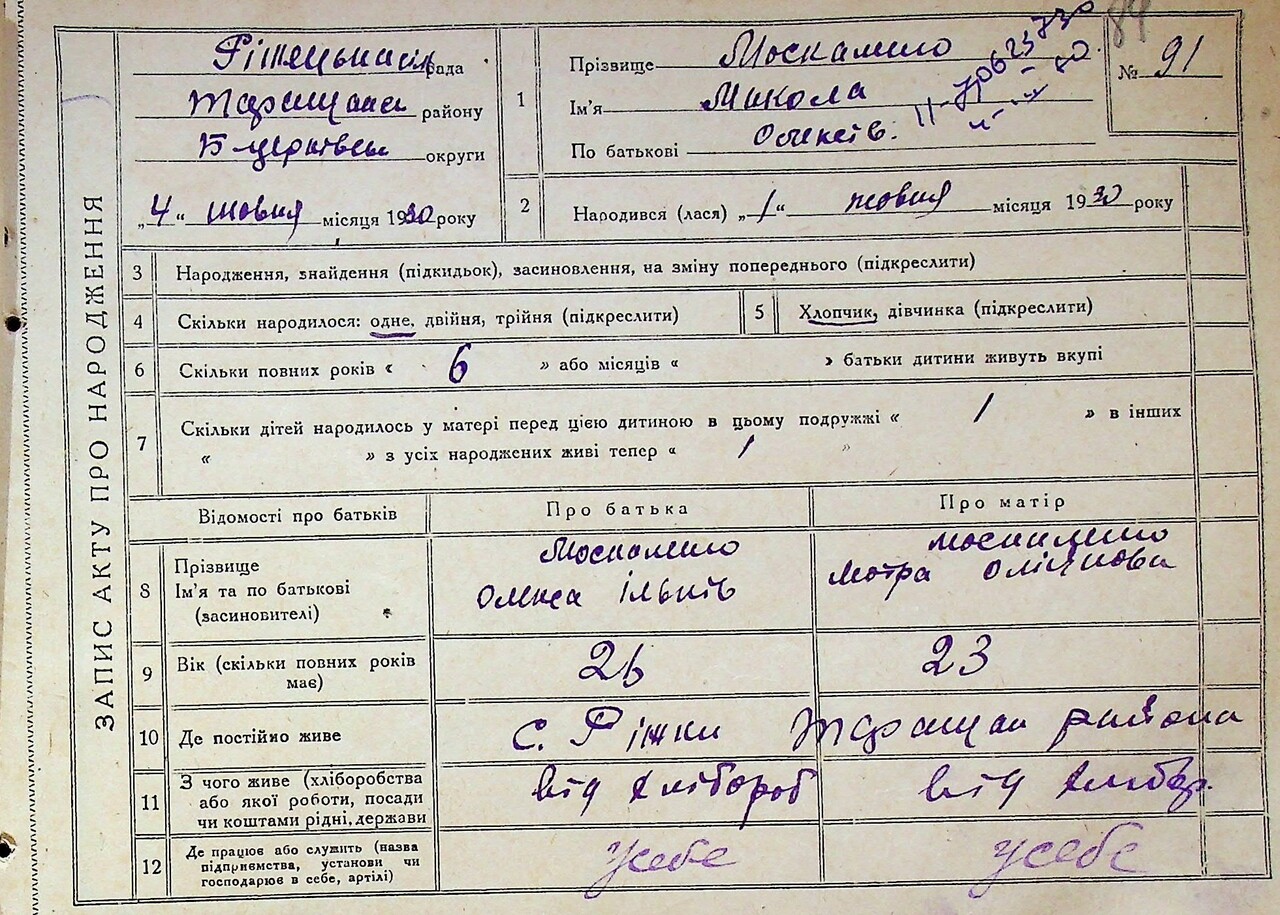 ЗАПИС АКТУ ПРО НАРОДЖЕННЯ
84
№ 91
Ріжецька сільрада
Таращанськ району
Б-церківськ округи
„4“ жовтня місяця 1930 року
1 Прізвище Москаленко
Ім'я Микола
По батькові Олексів.
2 Народився (лася) „1“ жовтня місяця 1930 року
3 Народження, знайдення (підкидьок), засиновлення, на зміну попереднього (підкреслити)
4 Скільки народилося: одне, двійня, трійня (підкреслити)
5 Хлопчик, дівчинка (підкреслити)
6 Скільки повних років « 6 » або місяців « » батьки дитини живуть вкупі
7 Скільки дітей народилось у матері перед цією дитиною в цьому подружжі « 1 » в інших
« » з усіх народжених живі тепер « 1 »
Відомості про батьків Про батька Про матір
8 Прізвище Москаленко Москаленко
Ім'я та по батькові Олекса Ільків Мотра
(засиновителі)
9 Вік (скільки повних років має) 26 23
10 Де постійно живе с. Ріжки Таращан района
11 З чого живе (хліборобства
або якої роботи, посади від хлібороб від хлібор.
чи коштами рідні, держави
12 Де працює або служить (назва
підприємства, установи чи усебе усебе
господарює в себе, артілі)